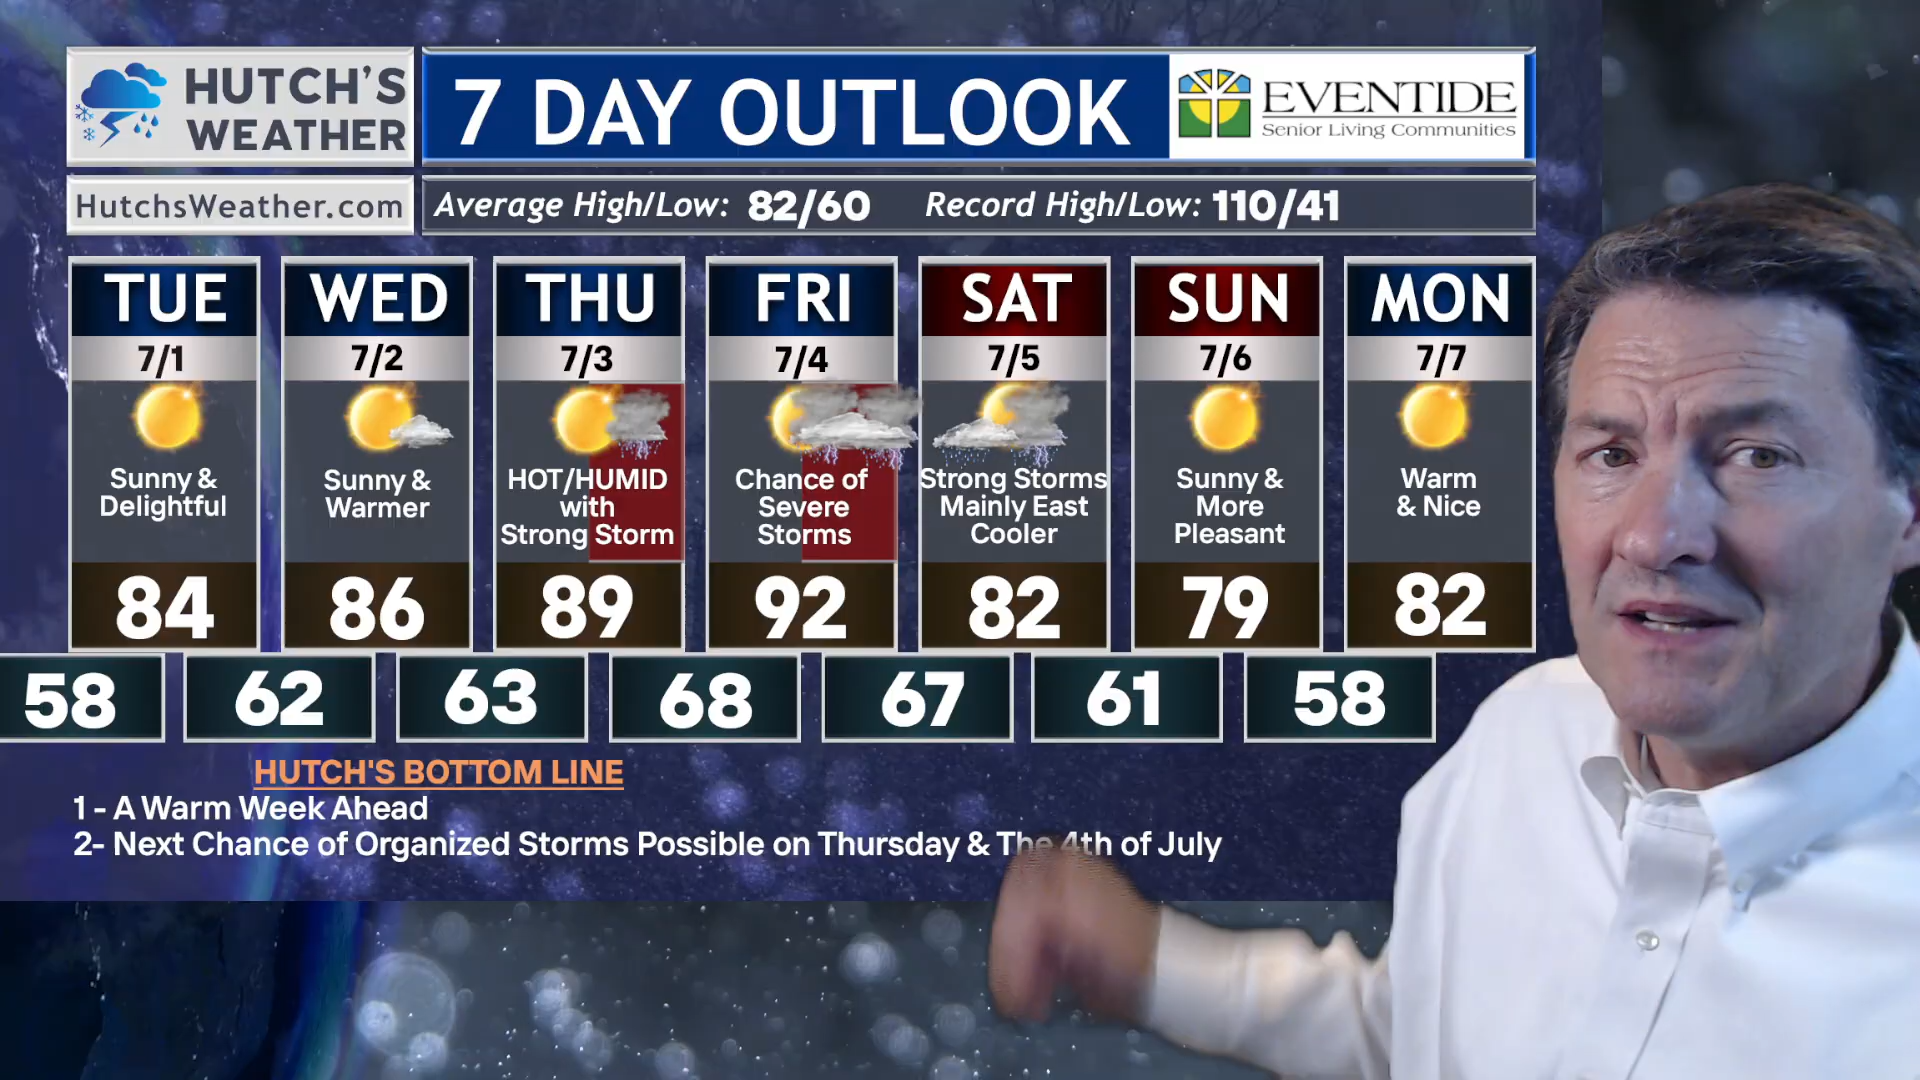 HUTCH'S
WEATHER
7 DAY OUTLOOK
EVENTIDE
Senior Living Communities
HutchsWeather.com
Average High/Low: 82/60 Record High/Low: 110/41
TUE
7/1
Sunny &
Delightful
84
WED
7/2
Sunny &
Warmer
86
THU
7/3
HOT/HUMID
with
Strong Storm
89
FRI
7/4
Chance of
Severe
Storms
92
SAT
7/5
Strong Storms
Mainly East
Cooler
82
SUN
7/6
Sunny &
More
Pleasant
79
MON
7/7
Warm
& Nice
82
58 62 63 68 67 61 58
HUTCH'S BOTTOM LINE
1 - A Warm Week Ahead
2- Next Chance of Organized Storms Possible on Thursday & The 4th of July